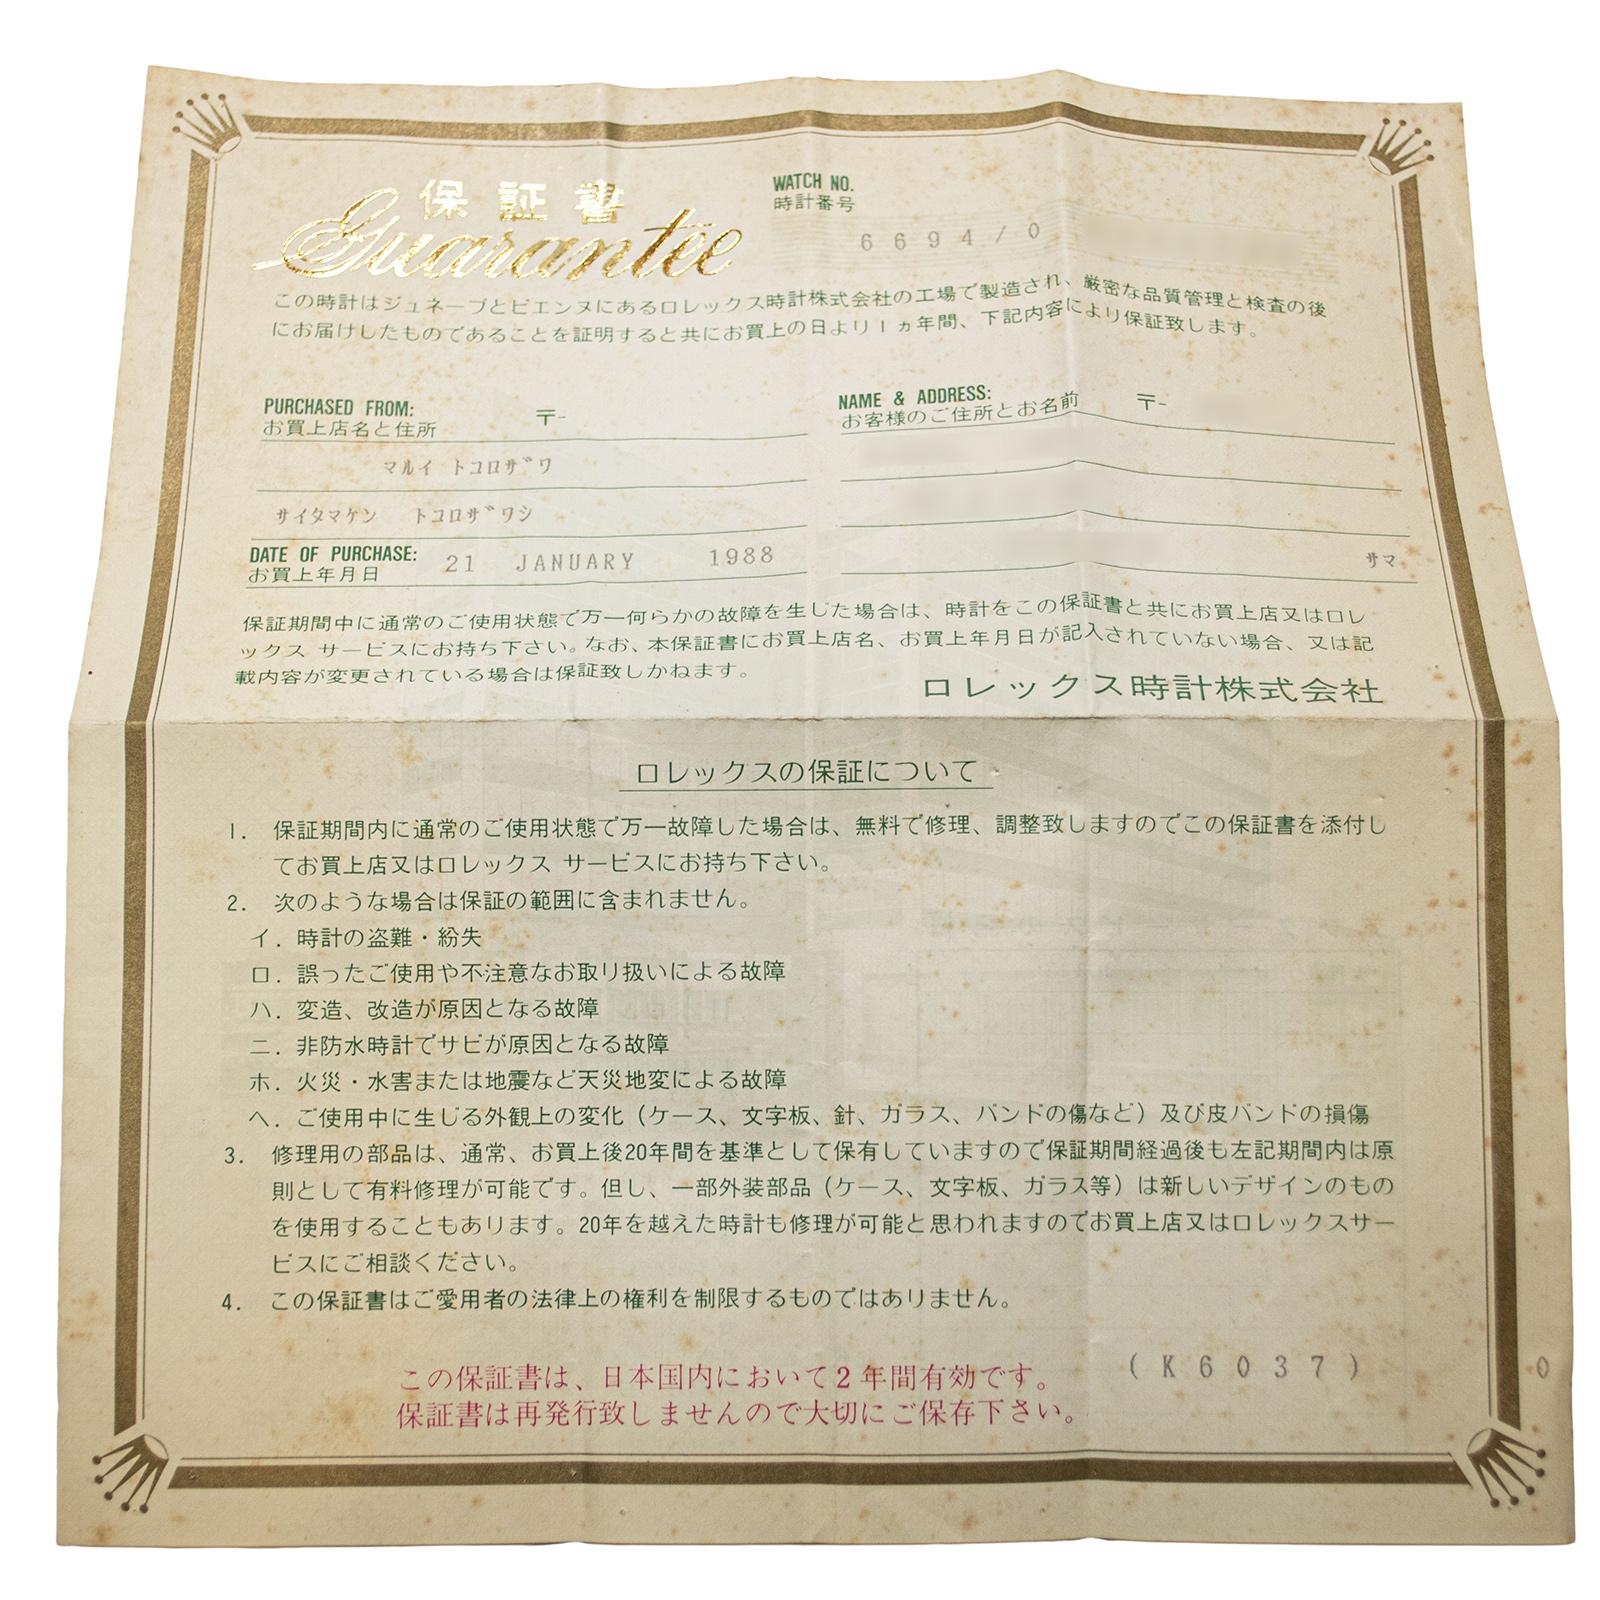 保証書
Guarantee
WATCH NO.
時計番号
6694/0
この時計はジュネーブとビエンヌにあるロレックス時計株式会社の工場で製造され、厳密な品質管理と検査の後
にお届けしたものであることを証明すると共にお買上の日より1ヵ年間、下記内容により保証致します。
PURCHASED FROM:
お買上店名と住所 〒-
マルイ トコロザワ
サイタマケン トコロザワシ
DATE OF PURCHASE:
お買上年月日
21 JANUARY 1988
NAME & ADDRESS:
お客様のご住所とお名前 〒-
サマ
保証期間中に通常のご使用状態で万一何らかの故障を生じた場合は、時計をこの保証書と共にお買上店又はロレ
ックス サービスにお持ち下さい。なお、本保証書にお買上店名、お買上年月日が記入されていない場合、又は記
載内容が変更されている場合は保証致しかねます。
ロレックス時計株式会社
ロレックスの保証について
1. 保証期間内に通常のご使用状態で万一故障した場合は、無料で修理、調整致しますのでこの保証書を添付し
てお買上店又はロレックス サービスにお持ち下さい。
2. 次のような場合は保証の範囲に含まれません。
イ. 時計の盗難・紛失
ロ. 誤ったご使用や不注意なお取り扱いによる故障
ハ. 変造、改造が原因となる故障
ニ. 非防水時計でサビが原因となる故障
ホ. 火災・水害または地震など天災地変による故障
ヘ. ご使用中に生じる外観上の変化（ケース、文字板、針、ガラス、バンドの傷など）及び皮バンドの損傷
3. 修理用の部品は、通常、お買上後20年間を基準として保有していますので保証期間経過後も左記期間内は原
則として有料修理が可能です。但し、一部外装部品（ケース、文字板、ガラス等）は新しいデザインのもの
を使用することもあります。20年を越えた時計も修理が可能と思われますのでお買上店又はロレックスサー
ビスにご相談ください。
4. この保証書はご愛用者の法律上の権利を制限するものではありません。
この保証書は、日本国内において2年間有効です。
保証書は再発行致しませんので大切にご保存下さい。
(K6037)
0